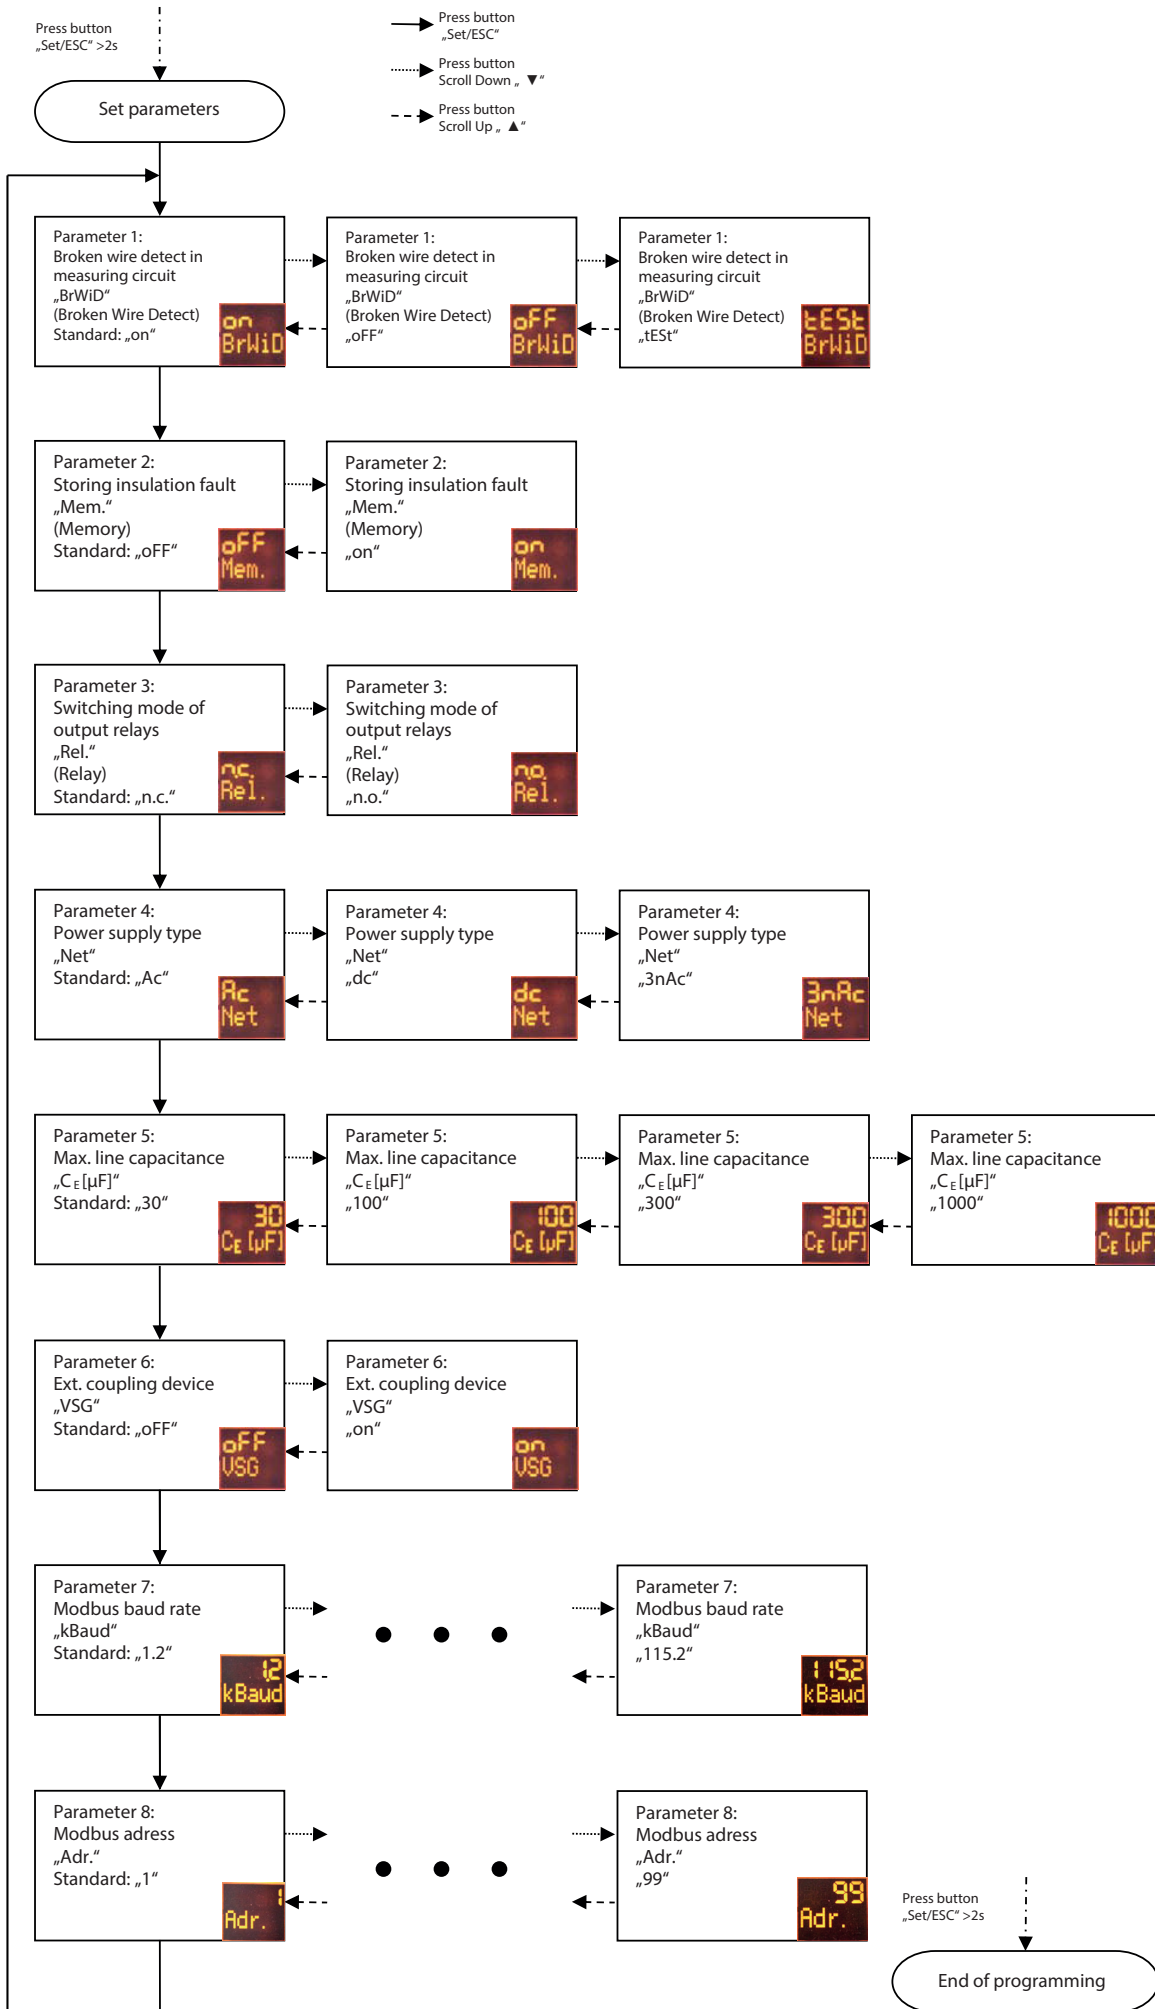 Press button
„Set/ESC“ >2s
Press button
„Set/ESC“
Press button
Scroll Down „ ▼“
Press button
Scroll Up „ ▲“
Set parameters
Parameter 1:
Broken wire detect in
measuring circuit
„BrWiD“
(Broken Wire Detect)
Standard: „on“
on
BrWiD
Parameter 1:
Broken wire detect in
measuring circuit
„BrWiD“
(Broken Wire Detect)
„oFF“
oFF
BrWiD
Parameter 1:
Broken wire detect in
measuring circuit
„BrWiD“
(Broken Wire Detect)
„tESt“
tESt
BrWiD
Parameter 2:
Storing insulation fault
„Mem.“
(Memory)
Standard: „oFF“
oFF
Mem.
Parameter 2:
Storing insulation fault
„Mem.“
(Memory)
„on“
on
Mem.
Parameter 3:
Switching mode of
output relays
„Rel.“
(Relay)
Standard: „n.c.“
n.c.
Rel.
Parameter 3:
Switching mode of
output relays
„Rel.“
(Relay)
„n.o.“
n.o.
Rel.
Parameter 4:
Power supply type
„Net“
Standard: „Ac“
Ac
Net
Parameter 4:
Power supply type
„Net“
„dc“
dc
Net
Parameter 4:
Power supply type
„Net“
„3nAc“
3nAc
Net
Parameter 5:
Max. line capacitance
„CE[µF]“
Standard: „30“
30
CE [µF]
Parameter 5:
Max. line capacitance
„CE[µF]“
„100“
100
CE [µF]
Parameter 5:
Max. line capacitance
„CE[µF]“
„300“
300
CE [µF]
Parameter 5:
Max. line capacitance
„CE[µF]“
„1000“
1000
CE [µF]
Parameter 6:
Ext. coupling device
„VSG“
Standard: „oFF“
oFF
VSG
Parameter 6:
Ext. coupling device
„VSG“
„on“
on
VSG
Parameter 7:
Modbus baud rate
„kBaud“
Standard: „1.2“
1.2
kBaud
Parameter 7:
Modbus baud rate
„kBaud“
„115.2“
115.2
kBaud
Parameter 8:
Modbus adress
„Adr.“
Standard: „1“
1
Adr.
Parameter 8:
Modbus adress
„Adr.“
„99“
99
Adr.
Press button
„Set/ESC“ >2s
End of programming